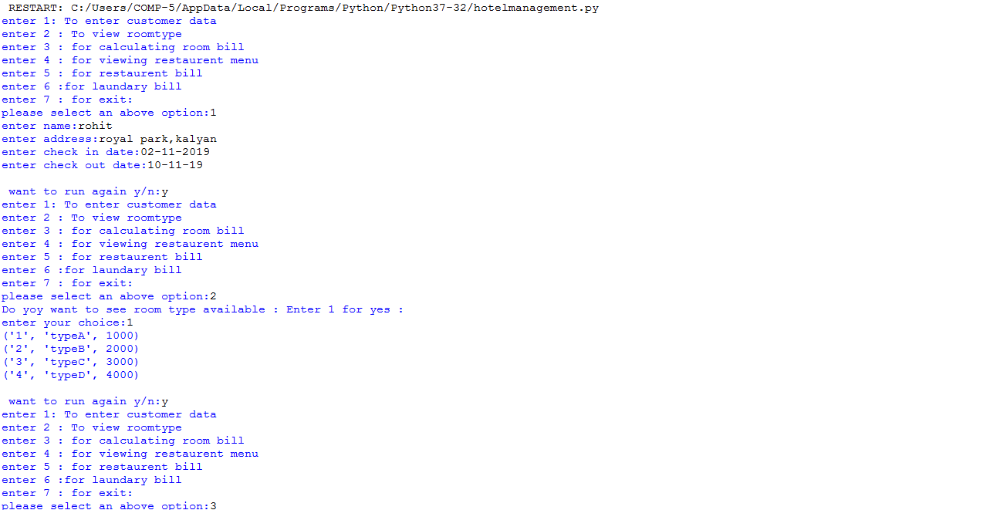 RESTART: C:/Users/COMP-5/AppData/Local/Programs/Python/Python37-32/hotelmanagement.py
enter 1: To enter customer data
enter 2 : To view roomtype
enter 3 : for calculating room bill
enter 4 : for viewing restaurent menu
enter 5 : for restaurent bill
enter 6 :for laundary bill
enter 7 : for exit:
please select an above option:1
enter name:rohit
enter address:royal park,kalyan
enter check in date:02-11-2019
enter check out date:10-11-19
want to run again y/n:y
enter 1: To enter customer data
enter 2 : To view roomtype
enter 3 : for calculating room bill
enter 4 : for viewing restaurent menu
enter 5 : for restaurent bill
enter 6 :for laundary bill
enter 7 : for exit:
please select an above option:2
Do yoy want to see room type available : Enter 1 for yes :
enter your choice:1
('1', 'typeA', 1000)
('2', 'typeB', 2000)
('3', 'typeC', 3000)
('4', 'typeD', 4000)
want to run again y/n:y
enter 1: To enter customer data
enter 2 : To view roomtype
enter 3 : for calculating room bill
enter 4 : for viewing restaurent menu
enter 5 : for restaurent bill
enter 6 :for laundary bill
enter 7 : for exit:
please select an above option:3